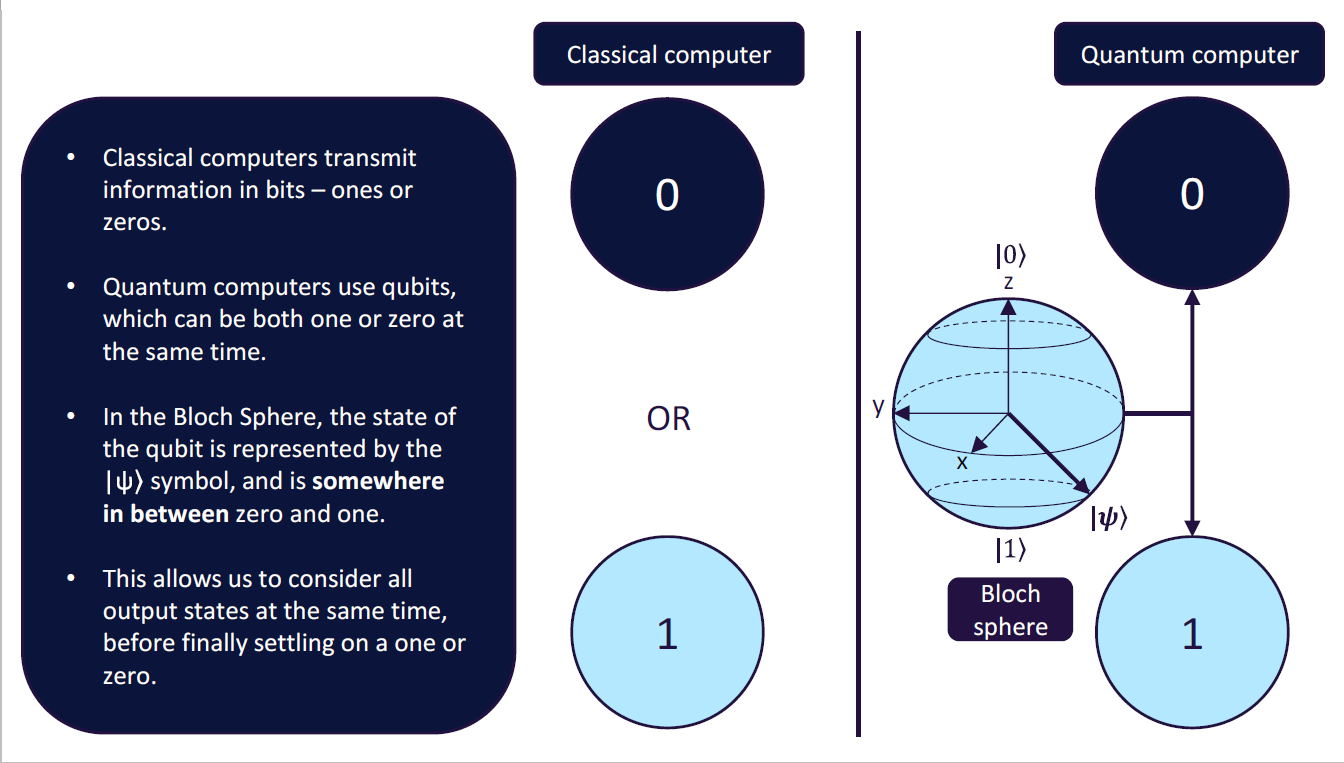 Classical computer
Quantum computer
• Classical computers transmit
information in bits – ones or
zeros.
• Quantum computers use qubits,
which can be both one or zero at
the same time.
• In the Bloch Sphere, the state of
the qubit is represented by the
|ψ⟩ symbol, and is somewhere
in between zero and one.
• This allows us to consider all
output states at the same time,
before finally settling on a one or
zero.
0
OR
1
0
|0⟩
z
y
x
|𝝍⟩
|1⟩
Bloch
sphere
1